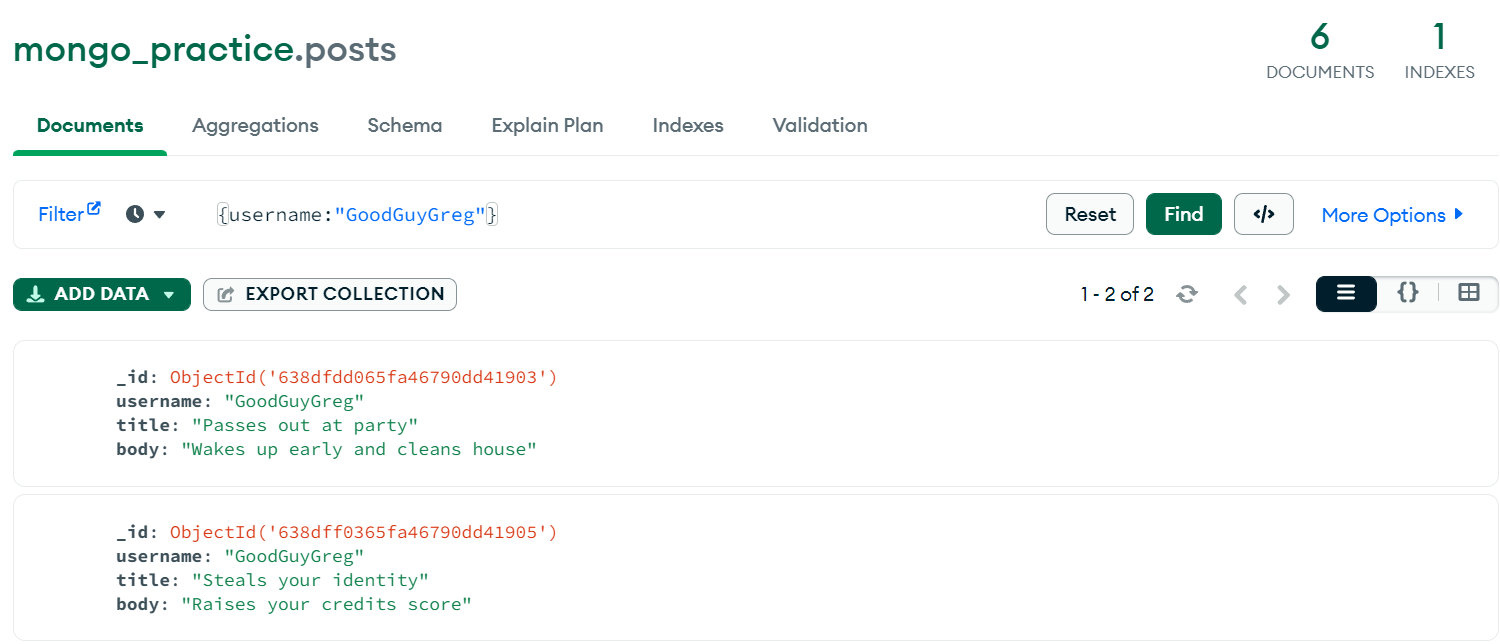 mongo_practice.posts
6 DOCUMENTS
1 INDEXES
Documents Aggregations Schema Explain Plan Indexes Validation
Filter {username:"GoodGuyGreg"} Reset Find </> More Options
ADD DATA EXPORT COLLECTION 1 - 2 of 2 {}
_id: ObjectId('638dfdd065fa46790dd41903')
username: "GoodGuyGreg"
title: "Passes out at party"
body: "Wakes up early and cleans house"
_id: ObjectId('638dff0365fa46790dd41905')
username: "GoodGuyGreg"
title: "Steals your identity"
body: "Raises your credits score"